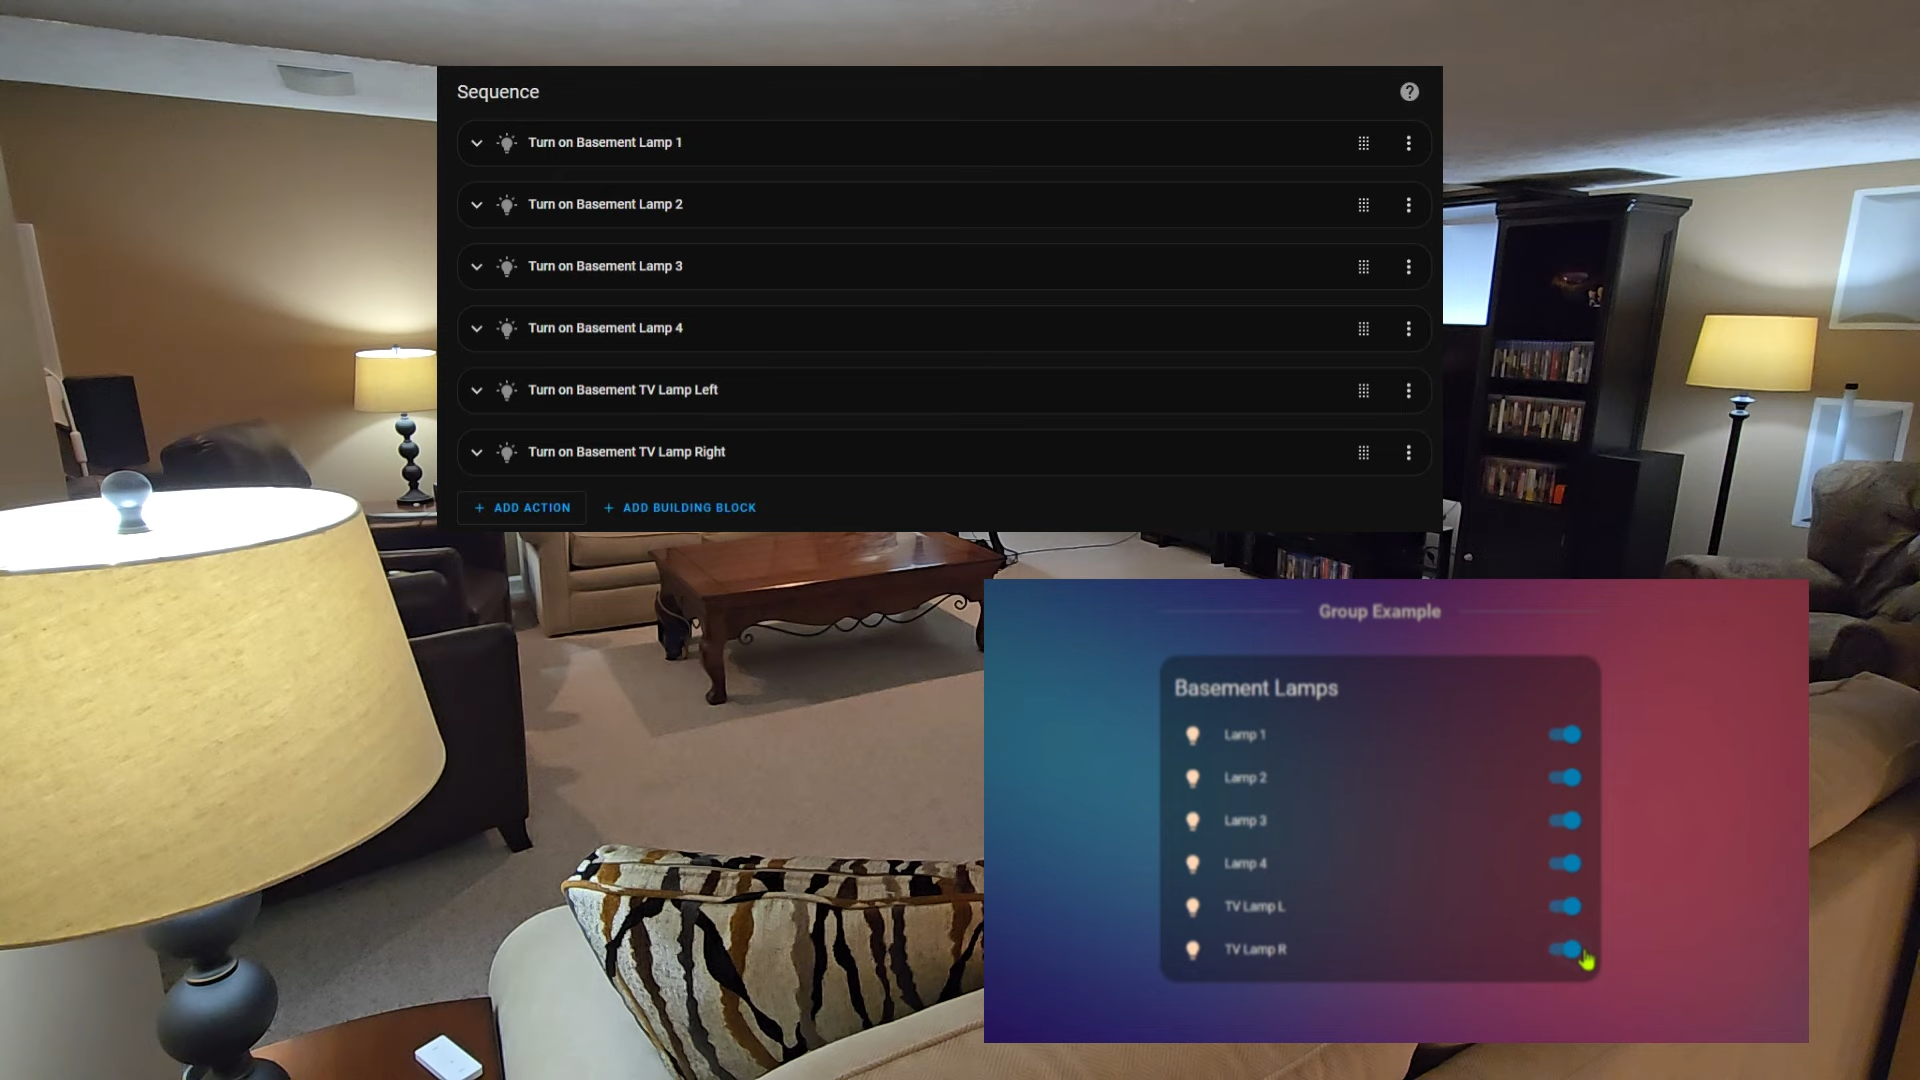 Sequence
Turn on Basement Lamp 1
Turn on Basement Lamp 2
Turn on Basement Lamp 3
Turn on Basement Lamp 4
Turn on Basement TV Lamp Left
Turn on Basement TV Lamp Right
+ ADD ACTION + ADD BUILDING BLOCK
Group Example
Basement Lamps
Lamp 1
Lamp 2
Lamp 3
Lamp 4
TV Lamp L
TV Lamp R